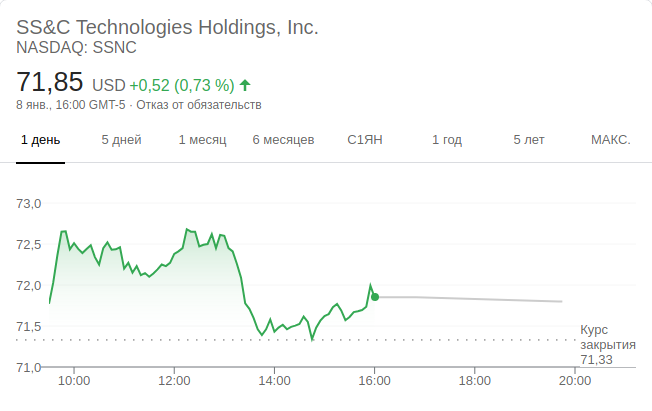 SS&C Technologies Holdings, Inc.
NASDAQ: SSNC
71,85 USD +0,52 (0,73 %)
8 янв., 16:00 GMT-5 · Отказ от обязательств
1 день 5 дней 1 месяц 6 месяцев С1ЯН 1 год 5 лет МАКС.
73,0
72,5
72,0
71,5
71,0
Курс
закрытия
71,33
10:00 12:00 14:00 16:00 18:00 20:00